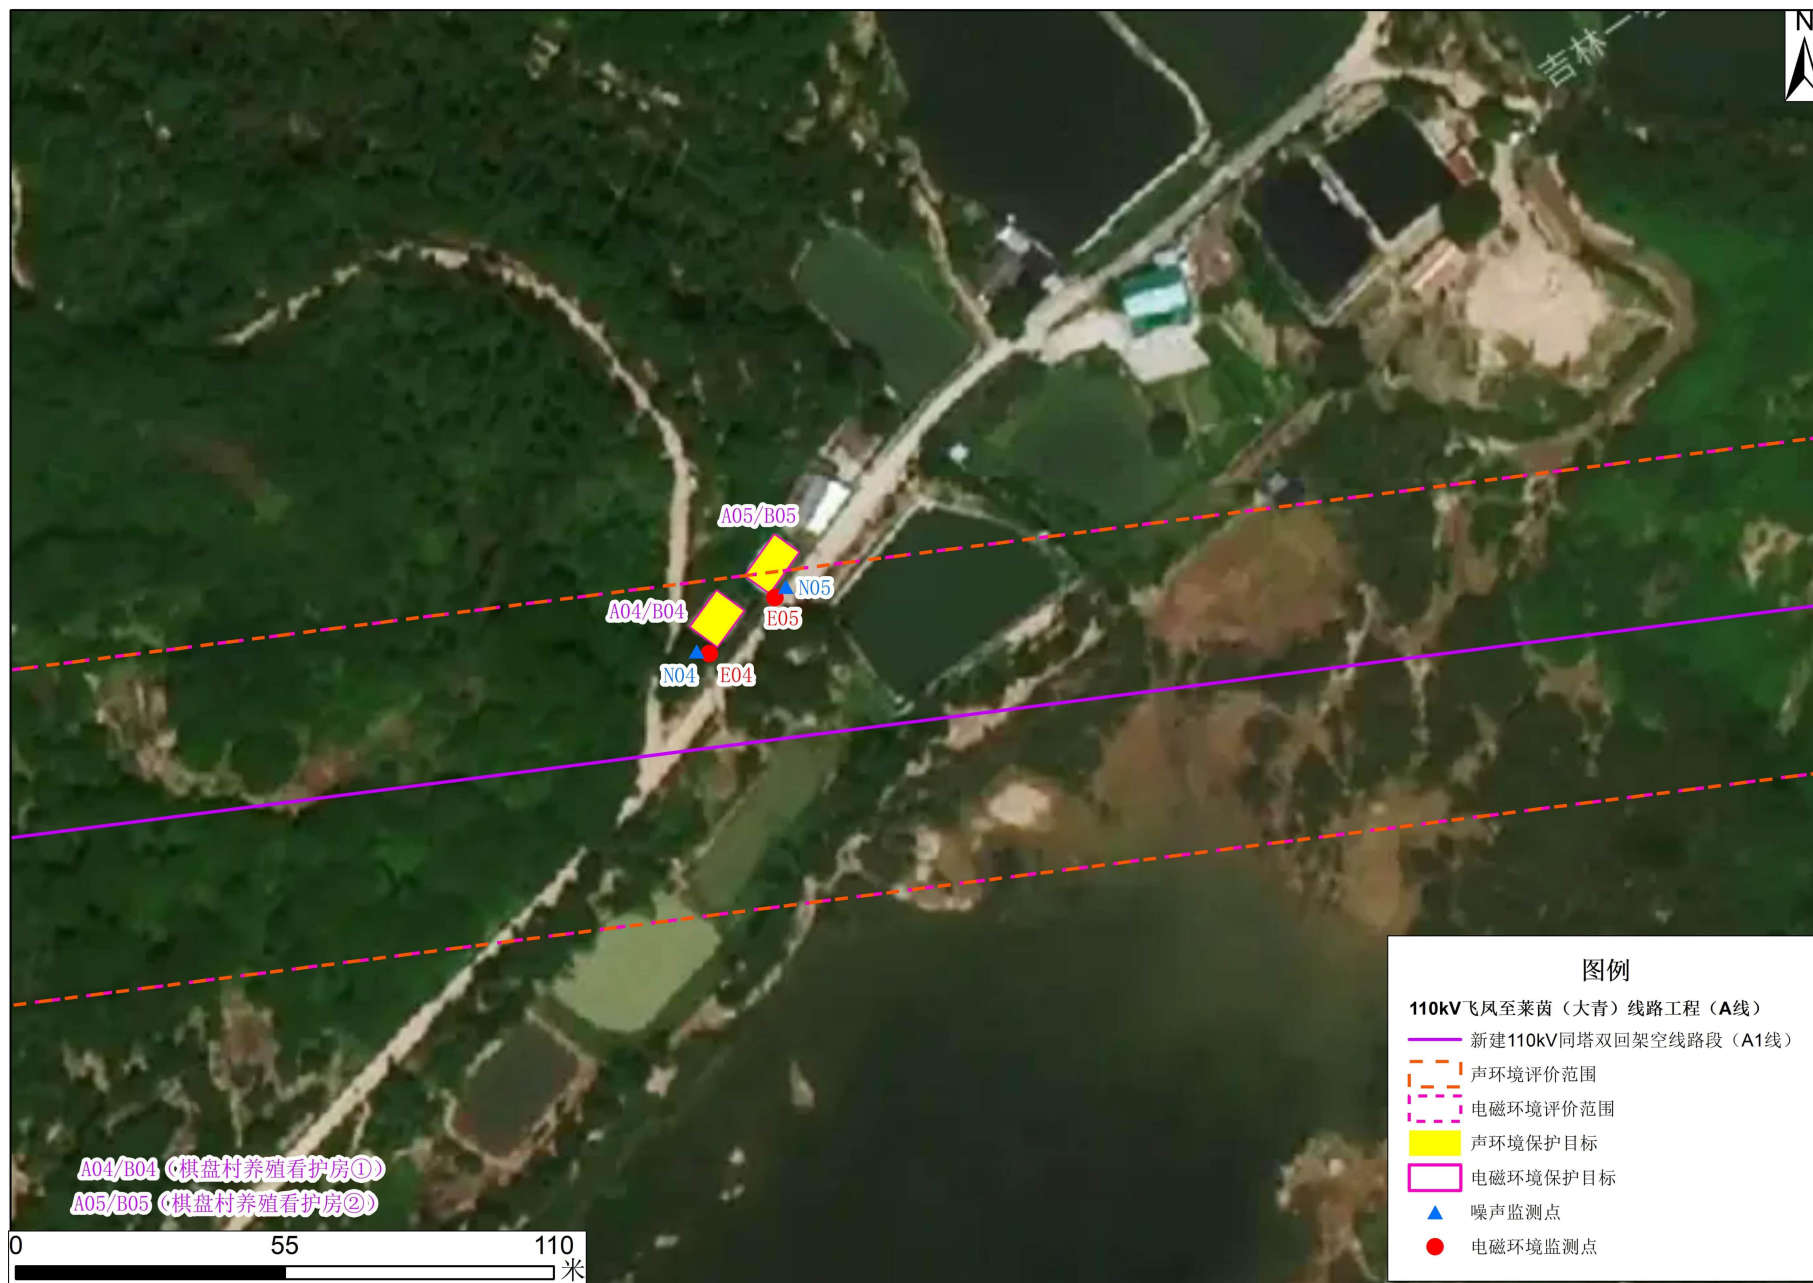 N
吉林一
A05/B05
N05
E05
A04/B04
N04
E04
图例
110kV飞凤至莱茵（大青）线路工程（A线）
新建110kV同塔双回架空线路段（A1线）
声环境评价范围
电磁环境评价范围
声环境保护目标
电磁环境保护目标
噪声监测点
电磁环境监测点
A04/B04（棋盘村养殖看护房①）
A05/B05（棋盘村养殖看护房②）
0 55 110
米